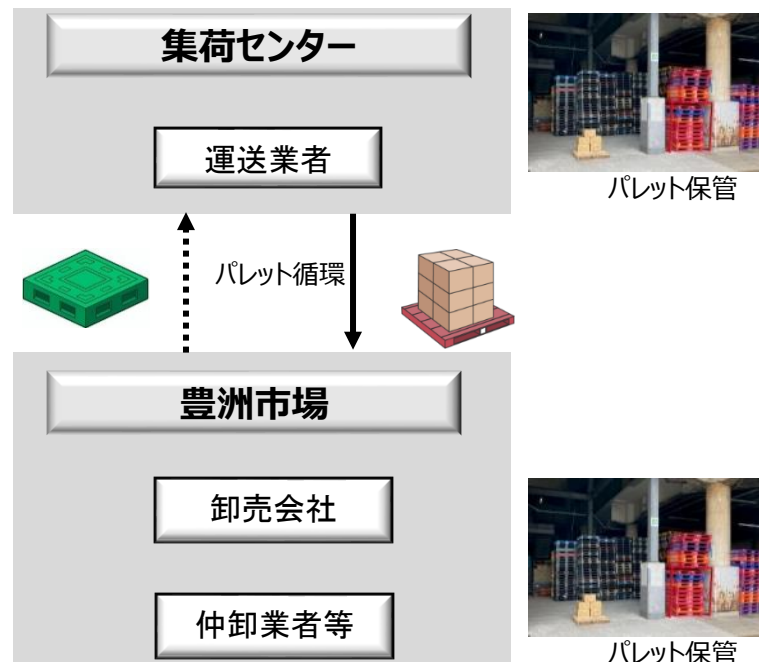 集荷センター
運送業者
パレット保管
パレット循環
豊洲市場
卸売会社
仲卸業者等
パレット保管